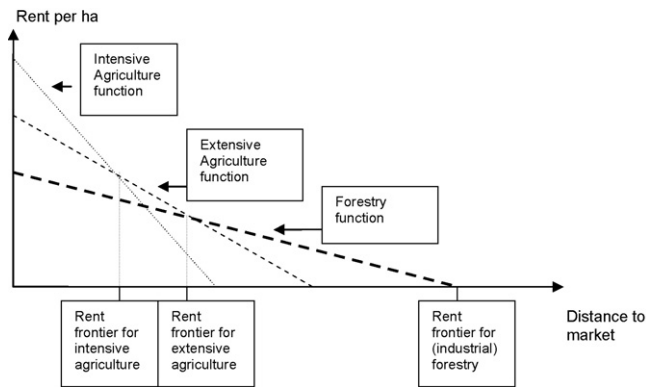 Rent per ha
Intensive
Agriculture
function
Extensive
Agriculture
function
Forestry
function
Rent
frontier for
intensive
agriculture
Rent
frontier for
extensive
agriculture
Rent
frontier for
(industrial)
forestry
Distance to
market